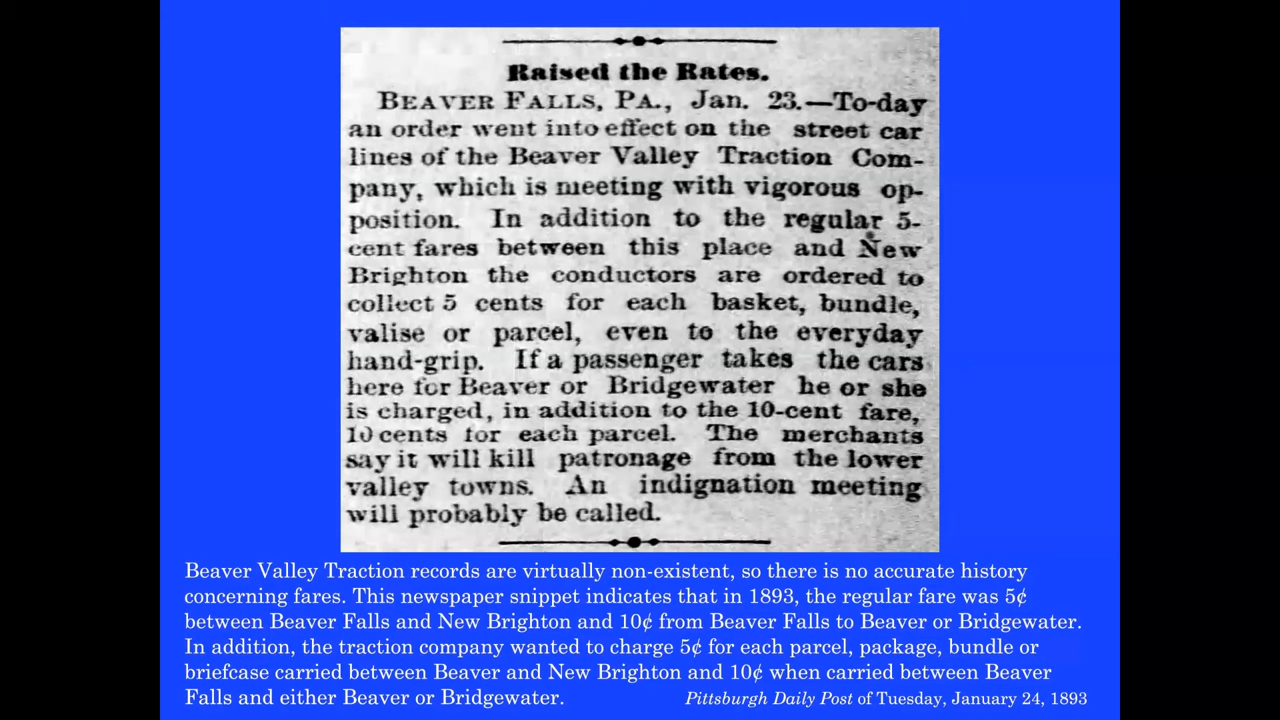 Raised the Rates.
BEAVER FALLS, PA., Jan. 23.—To-day
an order went into effect on the street car
lines of the Beaver Valley Traction Com-
pany, which is meeting with vigorous op-
position. In addition to the regular 5-
cent fares between this place and New
Brighton the conductors are ordered to
collect 5 cents for each basket, bundle,
valise or parcel, even to the everyday
hand-grip. If a passenger takes the cars
here for Beaver or Bridgewater he or she
is charged, in addition to the 10-cent fare,
10 cents for each parcel. The merchants
say it will kill patronage from the lower
valley towns. An indignation meeting
will probably be called.
Beaver Valley Traction records are virtually non-existent, so there is no accurate history
concerning fares. This newspaper snippet indicates that in 1893, the regular fare was 5¢
between Beaver Falls and New Brighton and 10¢ from Beaver Falls to Beaver or Bridgewater.
In addition, the traction company wanted to charge 5¢ for each parcel, package, bundle or
briefcase carried between Beaver and New Brighton and 10¢ when carried between Beaver
Falls and either Beaver or Bridgewater. Pittsburgh Daily Post of Tuesday, January 24, 1893